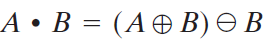 A • B = (A ⊕ B) ⊖ B